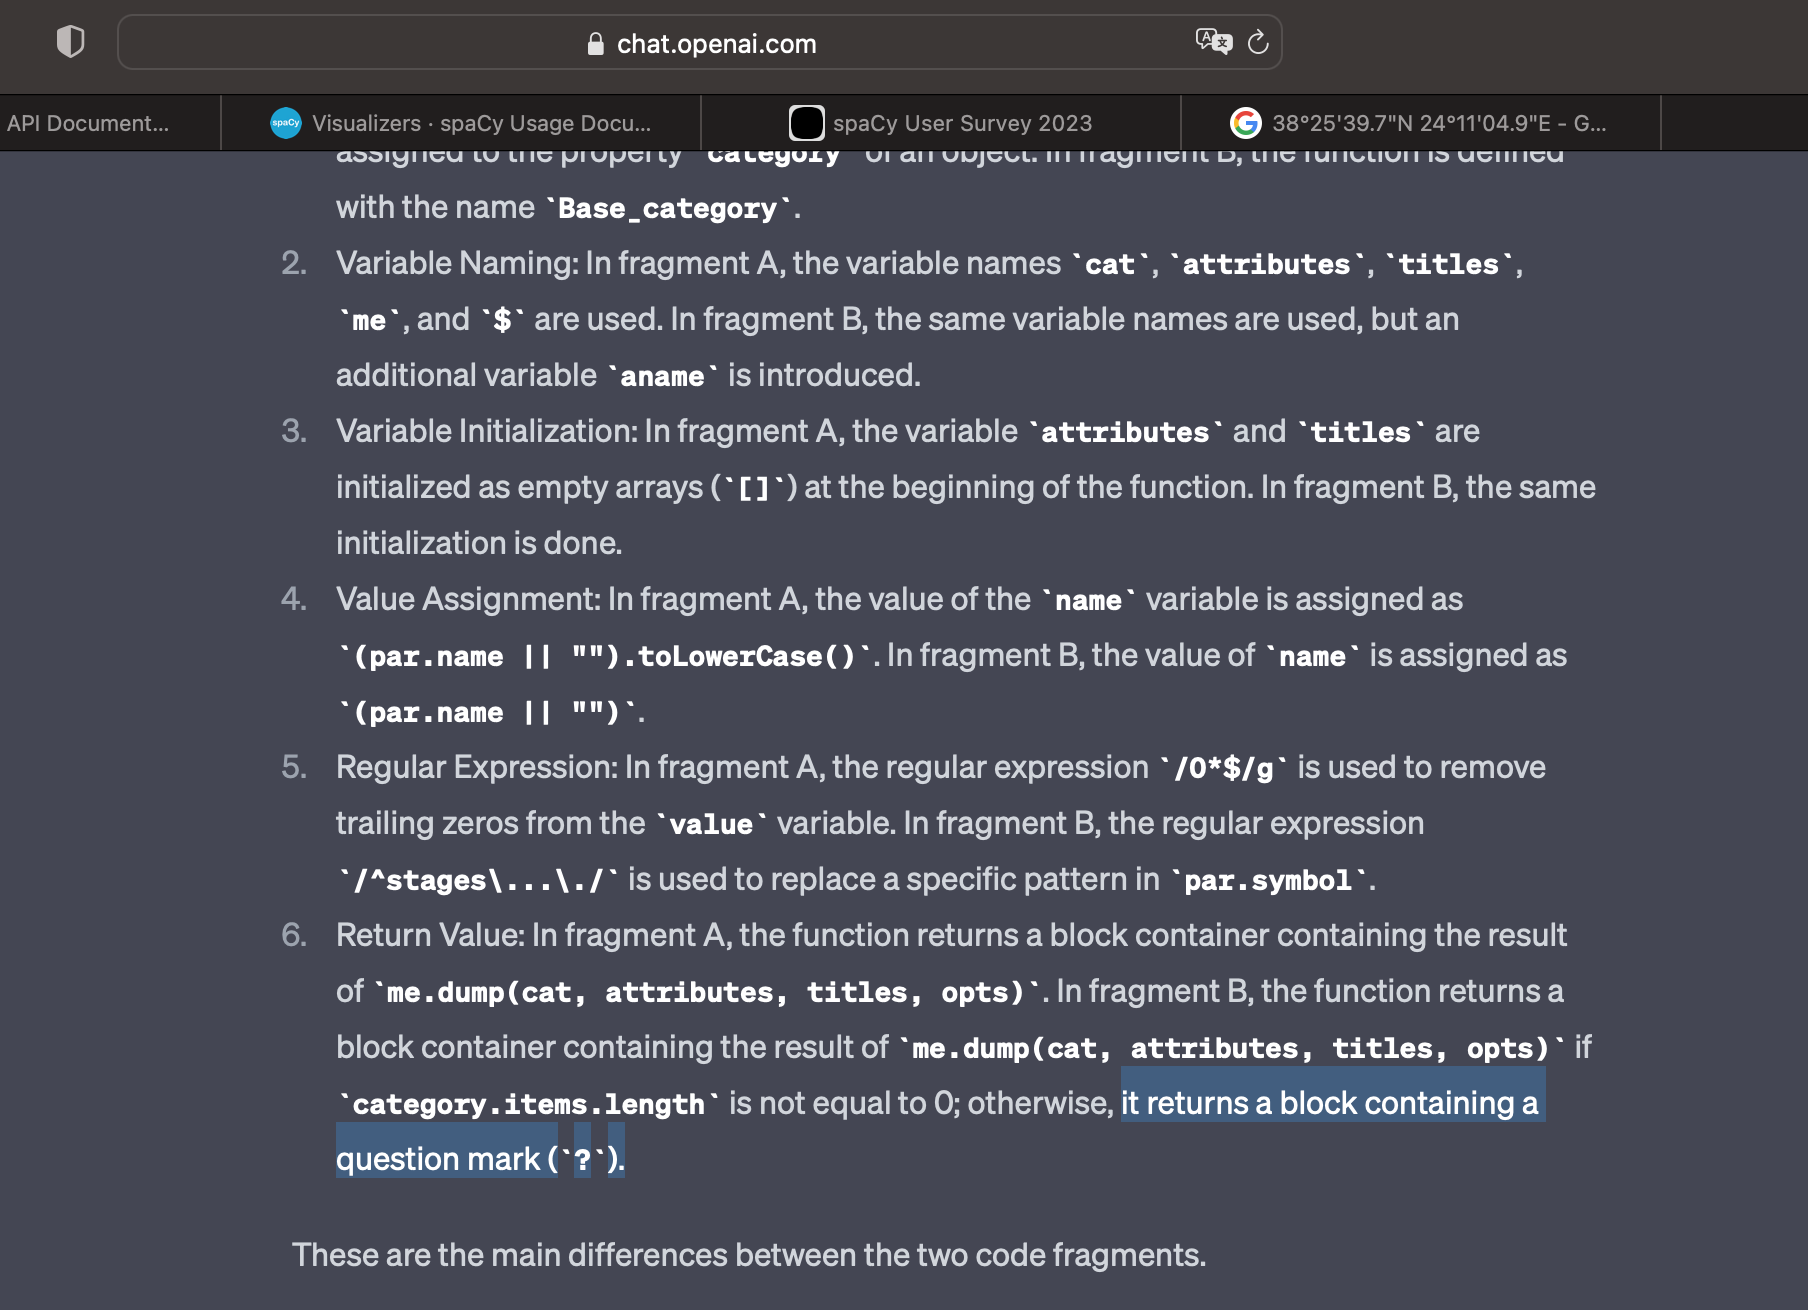 chat.openai.com
API Document...
spaCy
Visualizers · spaCy Usage Docu...
spaCy User Survey 2023
38°25'39.7"N 24°11'04.9"E - G...
assigned to the property `category` of an object. In fragment B, the function is defined
with the name `Base_category`.
2. Variable Naming: In fragment A, the variable names `cat`, `attributes`, `titles`,
`me`, and `$` are used. In fragment B, the same variable names are used, but an
additional variable `aname` is introduced.
3. Variable Initialization: In fragment A, the variable `attributes` and `titles` are
initialized as empty arrays (`[]`) at the beginning of the function. In fragment B, the same
initialization is done.
4. Value Assignment: In fragment A, the value of the `name` variable is assigned as
`(par.name || "").toLowerCase()`. In fragment B, the value of `name` is assigned as
`(par.name || "")`.
5. Regular Expression: In fragment A, the regular expression `/0*$/g` is used to remove
trailing zeros from the `value` variable. In fragment B, the regular expression
`/^stages\...\./` is used to replace a specific pattern in `par.symbol`.
6. Return Value: In fragment A, the function returns a block container containing the result
of `me.dump(cat, attributes, titles, opts)`. In fragment B, the function returns a
block container containing the result of `me.dump(cat, attributes, titles, opts)` if
`category.items.length` is not equal to 0; otherwise, it returns a block containing a
question mark (`?`).
These are the main differences between the two code fragments.